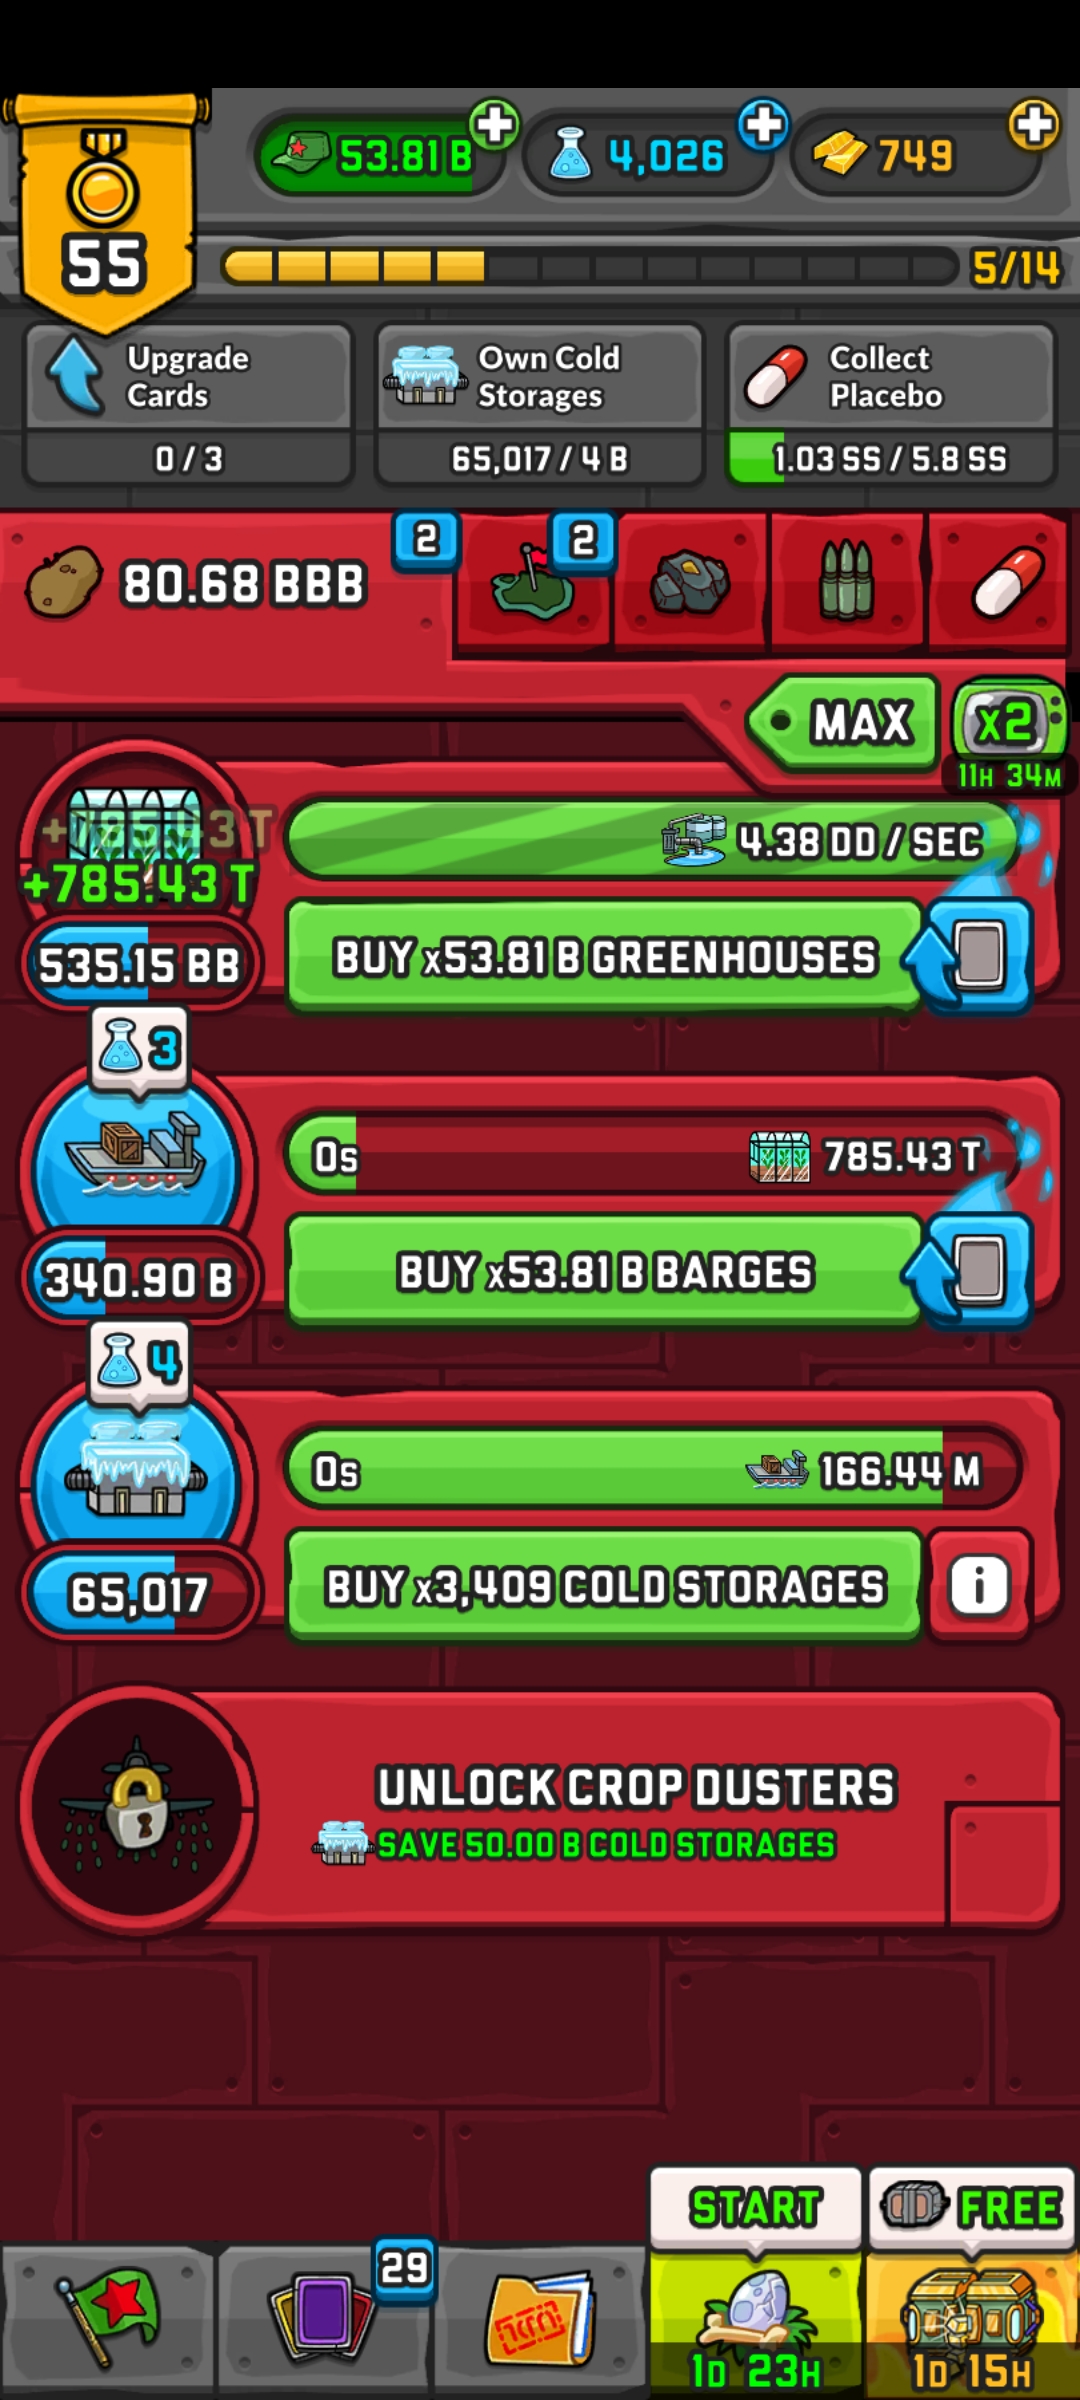 53.81 B
4,026
749
55
5/14
Upgrade
Cards
0 / 3
Own Cold
Storages
65,017 / 4 B
Collect
Placebo
1.03 SS / 5.8 SS
80.68 BBB
2
2
MAX
x2
11H 34M
+785.43 T
+785.43 T
4.38 DD / SEC
535.15 BB
BUY x53.81 B GREENHOUSES
3
0s
785.43 T
340.90 B
BUY x53.81 B BARGES
4
0s
166.44 M
65,017
BUY x3,409 COLD STORAGES
i
UNLOCK CROP DUSTERS
SAVE 50.00 B COLD STORAGES
START
FREE
29
1D 23H
1D 15H